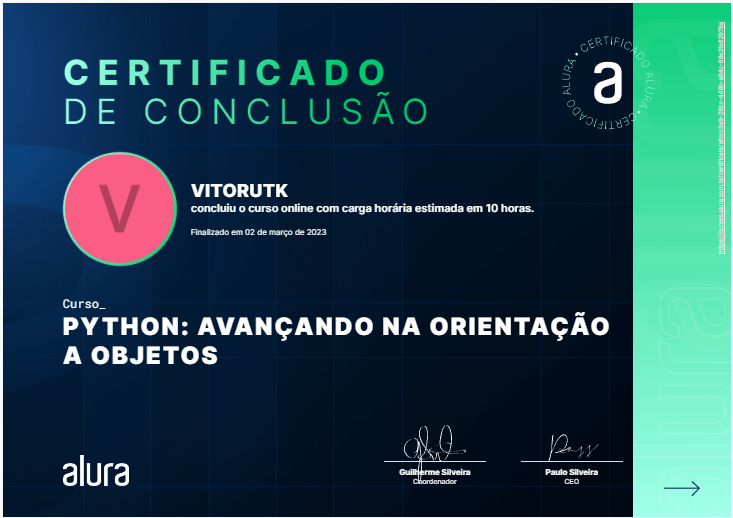 CERTIFICADO
DE CONCLUSÃO
CERTIFICADO ALURA • CERTIFICADO ALURA •
a
V
VITORUTK
concluiu o curso online com carga horária estimada em 10 horas.
Finalizado em 02 de março de 2023
Curso_
PYTHON: AVANÇANDO NA ORIENTAÇÃO
A OBJETOS
alura
Guilherme Silveira
Coordenador
Paulo Silveira
CEO
alura